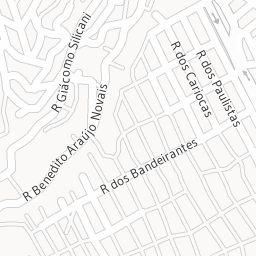 R Giácomo Silicani
R dos Cariocas
R dos Paulistas
R Benedito Araújo Novais
R dos Bandeirantes